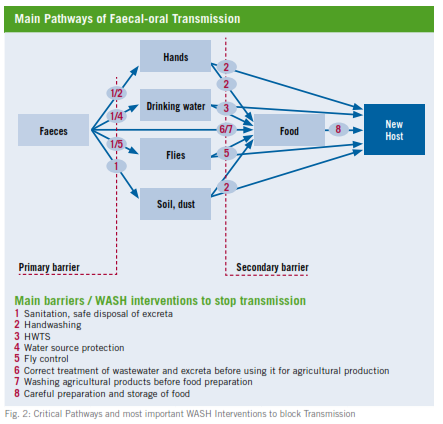 Main Pathways of Faecal-oral Transmission
Hands
2
2
1/2
Drinking water
3
1/4
New
Host
Faeces
6/7
Food
8
1/5
Flies
5
1
2
Soil, dust
Primary barrier
Secondary barrier
Main barriers / WASH interventions to stop transmission
1 Sanitation, safe disposal of excreta
2 Handwashing
3 HWTS
4 Water source protection
5 Fly control
6 Correct treatment of wastewater and excreta before using it for agricultural production
7 Washing agricultural products before food preparation
8 Careful preparation and storage of food
Fig. 2: Critical Pathways and most important WASH Interventions to block Transmission